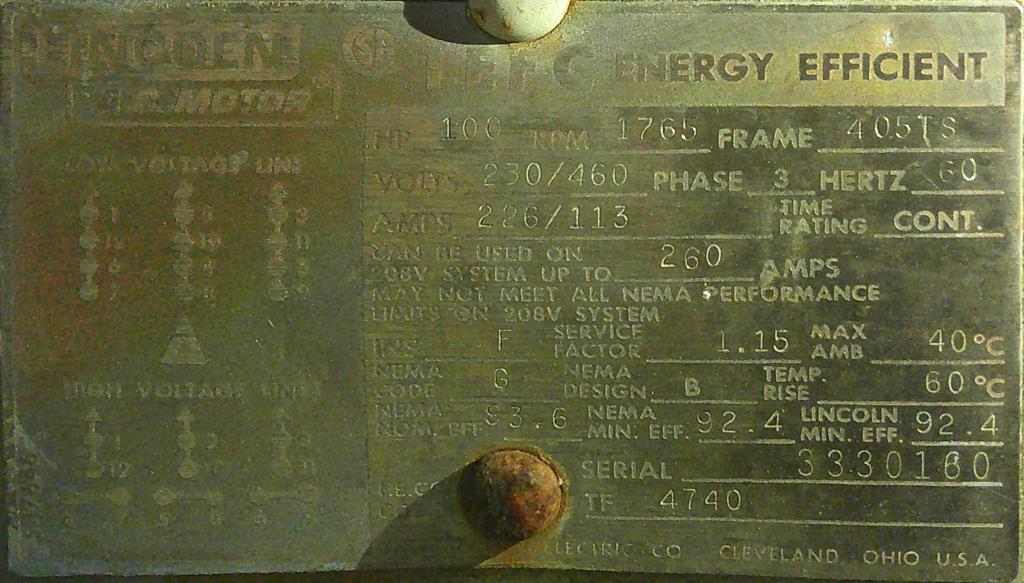 A.C. MOTOR
ENERGY EFFICIENT
HP 100 RPM 1765 FRAME 405TS
VOLTS 230/460 PHASE 3 HERTZ 60
AMPS 226/113 TIME RATING CONT.
CAN BE USED ON
208V SYSTEM UP TO 260 AMPS
MAY NOT MEET ALL NEMA PERFORMANCE
LIMITS ON 208V SYSTEM
INS. F SERVICE FACTOR 1.15 MAX AMB 40°C
NEMA CODE G NEMA DESIGN B TEMP. RISE 60°C
NEMA NOM. EFF 93.6 NEMA MIN. EFF. 92.4 LINCOLN MIN. EFF. 92.4
SERIAL 3330160
TF 4740
ELECTRIC CO CLEVELAND, OHIO U.S.A.
LOW VOLTAGE LINE
HIGH VOLTAGE LINE